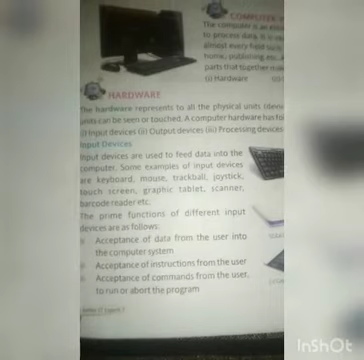 COMPUTER
The computer is an
to process data. It is
almost every field such
home, publishing etc.
parts that together
(i) Hardware
HARDWARE
The hardware represents to all the physical units
units can be seen or touched. A computer hardware has
(i) Input devices (ii) Output devices (iii) Processing devices
Input Devices
Input devices are used to feed data into the
computer. Some examples of input devices
are keyboard, mouse, trackball, joystick,
touch screen, graphic tablet, scanner,
barcode reader etc.
The prime functions of different input
devices are as follows:
Acceptance of data from the user into
the computer system
Acceptance of instructions from the user
Acceptance of commands from the user,
to run or abort the program
InShOt